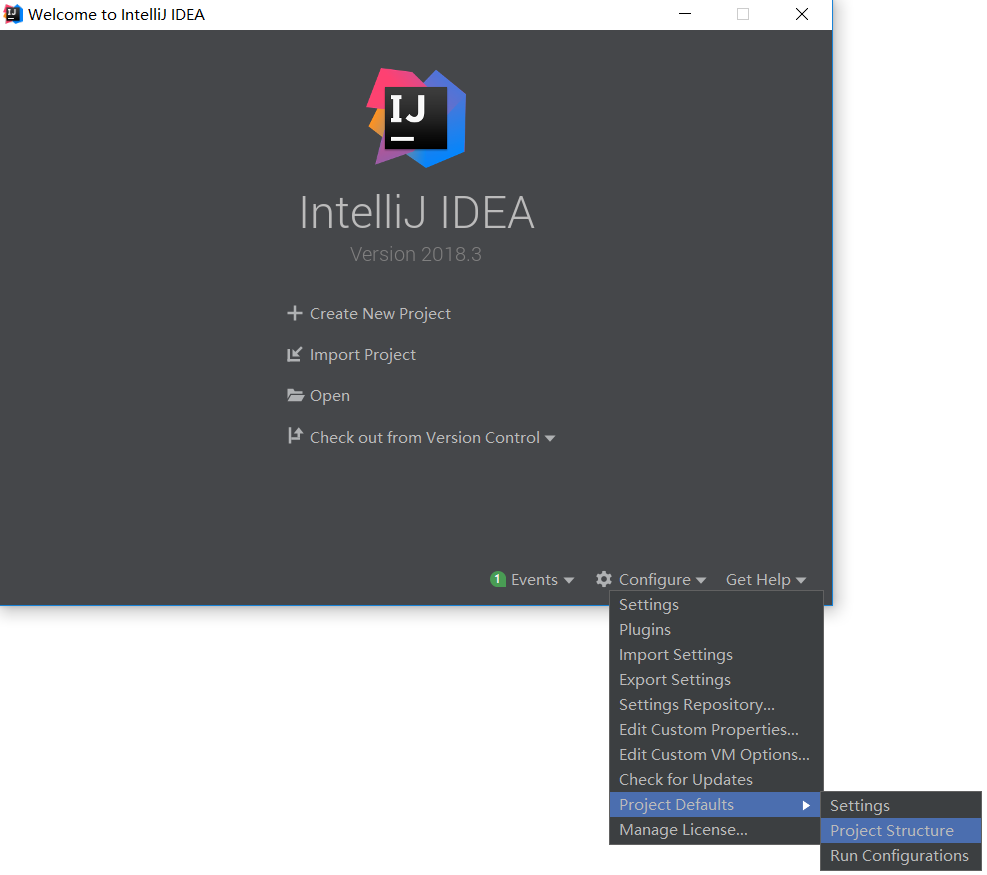 Welcome to IntelliJ IDEA
IJ
IntelliJ IDEA
Version 2018.3
Create New Project
Import Project
Open
Check out from Version Control
1 Events Configure Get Help
Settings
Plugins
Import Settings
Export Settings
Settings Repository...
Edit Custom Properties...
Edit Custom VM Options...
Check for Updates
Project Defaults
Manage License...
Settings
Project Structure
Run Configurations